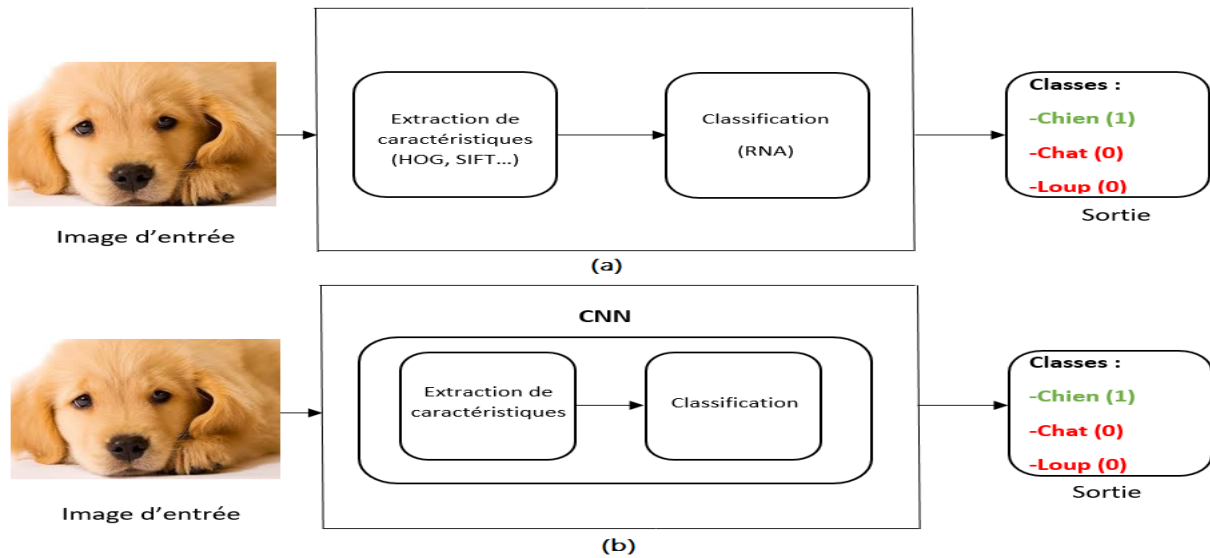 Extraction de
caractéristiques
(HOG, SIFT...)
Classification
(RNA)
Classes :
-Chien (1)
-Chat (0)
-Loup (0)
Image d'entrée
Sortie
(a)
CNN
Extraction de
caractéristiques
Classification
Classes :
-Chien (1)
-Chat (0)
-Loup (0)
Image d'entrée
Sortie
(b)